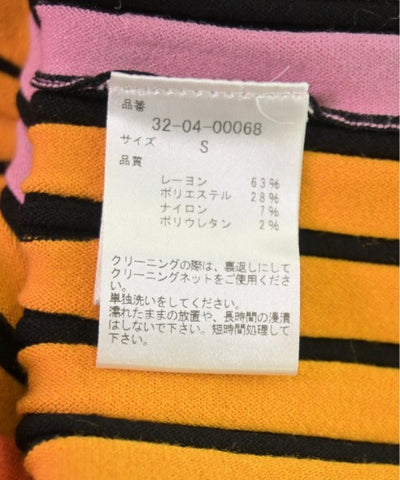 品番
32-04-00068
サイズ S
品質
レーヨン 63%
ポリエステル 28%
ナイロン 7%
ポリウレタン 2%
クリーニングの際は、裏返しにして
クリーニングネットをご使用くださ
い。
単独洗いをしてください。
濡れたままの放置や、長時間の浸漬
はしないで下さい。短時間処理して
下さい。